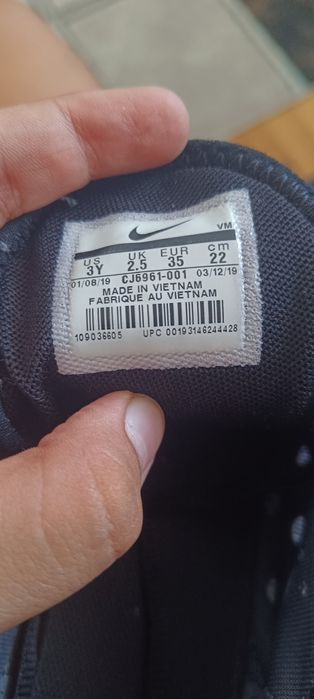 VM
US UK EUR cm
3Y 2.5 35 22
01/08/19 CJ6961-001 03/12/19
MADE IN VIETNAM
FABRIQUE AU VIETNAM
109036605 UPC 00193146244428